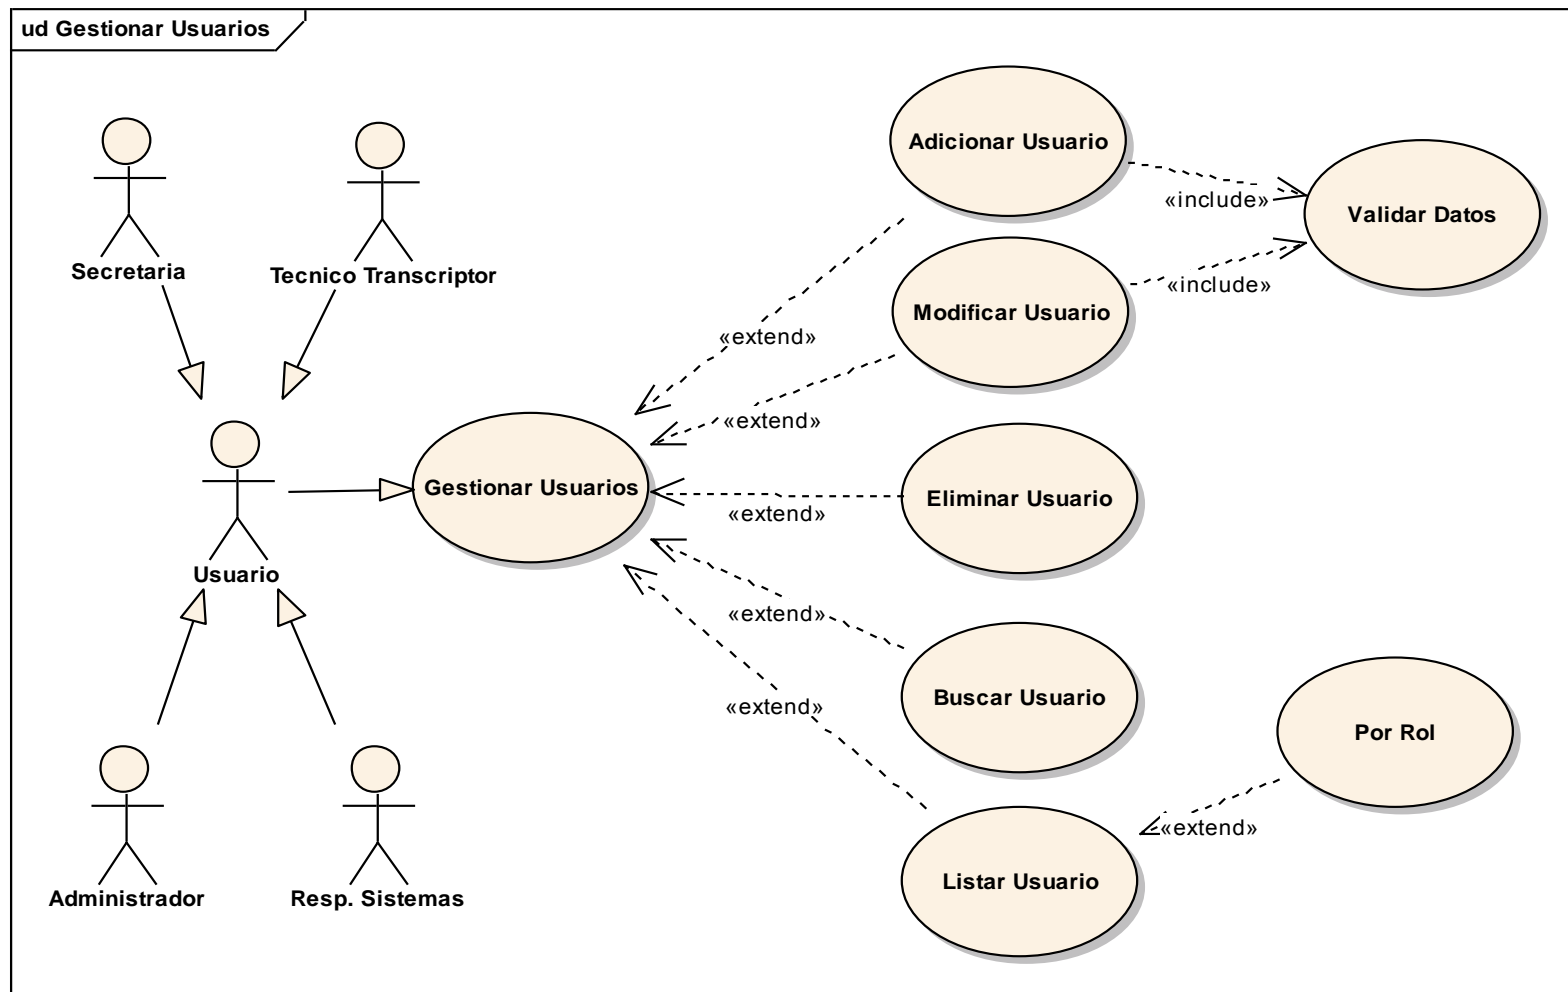 ud Gestionar Usuarios
Adicionar Usuario
«include»
Validar Datos
Secretaria
Tecnico Transcriptor
Modificar Usuario
«include»
«extend»
«extend»
Gestionar Usuarios
Eliminar Usuario
«extend»
Usuario
«extend»
Buscar Usuario
«extend»
Por Rol
«extend»
Listar Usuario
Administrador
Resp. Sistemas